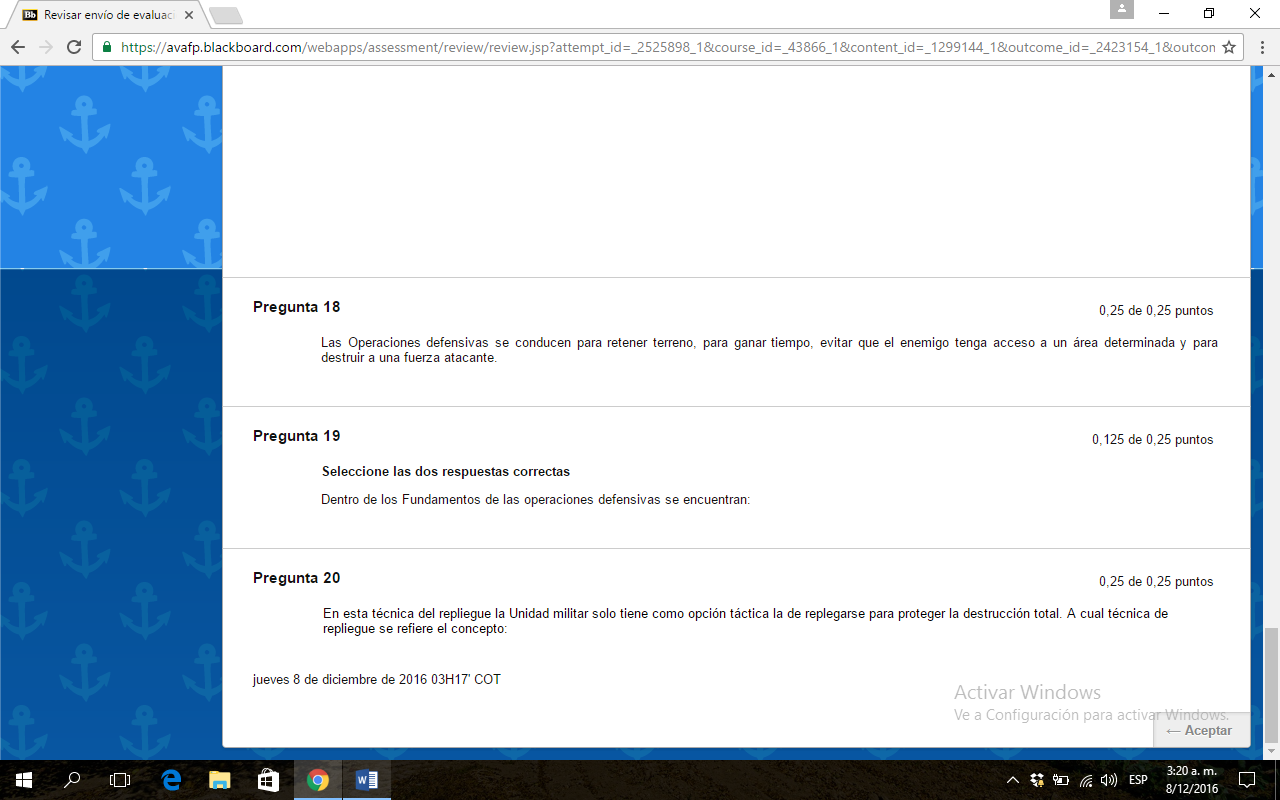 Bb Revisar envío de evaluac
https://avafp.blackboard.com/webapps/assessment/review/review.jsp?attempt_id=_2525898_1&course_id=_43866_1&content_id=_1299144_1&outcome_id=_2423154_1&outcon
Pregunta 18
0,25 de 0,25 puntos
Las Operaciones defensivas se conducen para retener terreno, para ganar tiempo, evitar que el enemigo tenga acceso a un área determinada y para
destruir a una fuerza atacante.
Pregunta 19
0,125 de 0,25 puntos
Seleccione las dos respuestas correctas
Dentro de los Fundamentos de las operaciones defensivas se encuentran:
Pregunta 20
0,25 de 0,25 puntos
En esta técnica del repliegue la Unidad militar solo tiene como opción táctica la de replegarse para proteger la destrucción total. A cual técnica de
repliegue se refiere el concepto:
jueves 8 de diciembre de 2016 03H17' COT
Activar Windows
Ve a Configuración para activar Windows.
← Aceptar
ESP
3:20 a. m.
8/12/2016